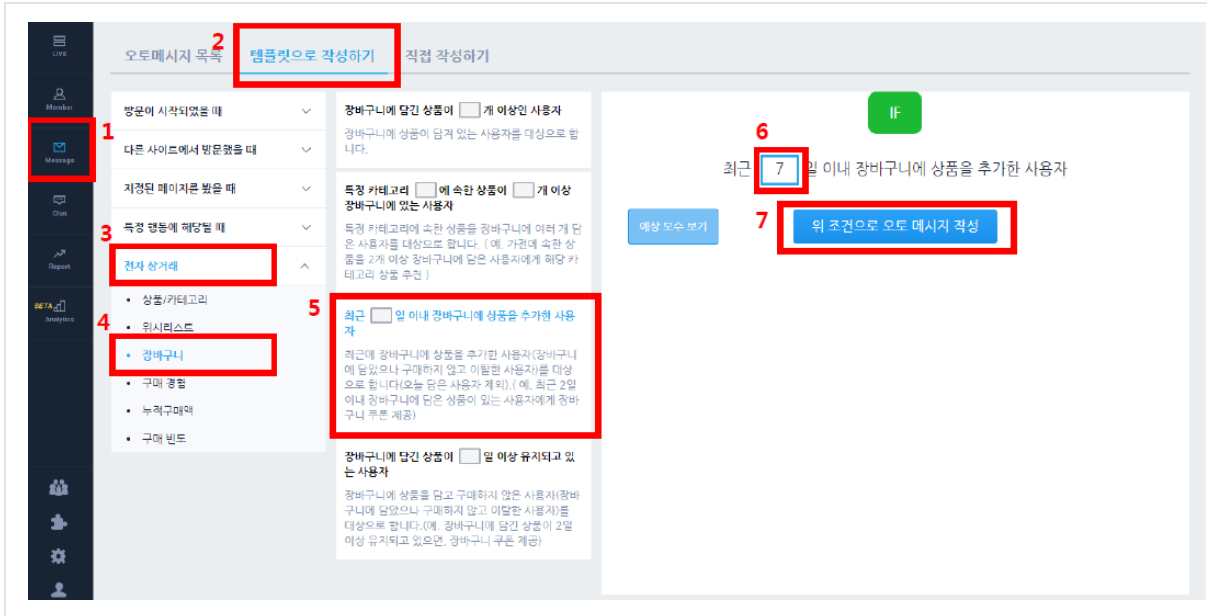 LIVE
Member
1
Message
Chat
Report
BETA
Analytics
2
오토메시지 목록
템플릿으로 작성하기
직접 작성하기
방문이 시작되었을 때
다른 사이트에서 방문했을 때
지정된 페이지를 봤을 때
특정 행동에 해당될 때
3
전자 상거래
• 상품/카테고리
4
• 위시리스트
• 장바구니
• 구매 경험
• 누적구매액
• 구매 빈도
장바구니에 담긴 상품이 개 이상인 사용자
장바구니에 상품이 담겨 있는 사용자를 대상으로 합
니다.
특정 카테고리 에 속한 상품이 개 이상
장바구니에 있는 사용자
특정 카테고리에 속한 상품을 장바구니에 여러 개 담
은 사용자를 대상으로 합니다. ( 예. 가전에 속한 상
품을 2개 이상 장바구니에 담은 사용자에게 해당 카
테고리 상품 추천 )
5
최근 일 이내 장바구니에 상품을 추가한 사용
자
최근에 장바구니에 상품을 추가한 사용자(장바구니
에 담았으나 구매하지 않고 이탈한 사용자)를 대상
으로 합니다(오늘 담은 사용자 제외).( 예. 최근 2일
이내 장바구니에 담은 상품이 있는 사용자에게 장바
구니 쿠폰 제공)
장바구니에 담긴 상품이 일 이상 유지되고 있
는 사용자
장바구니에 상품을 담고 구매하지 않은 사용자(장바
구니에 담았으나 구매하지 않고 이탈한 사용자)를
대상으로 합니다.(예. 장바구니에 담긴 상품이 2일
이상 유지되고 있으면, 장바구니 쿠폰 제공)
IF
6
최근 7 일 이내 장바구니에 상품을 추가한 사용자
예상 모수 보기
7
위 조건으로 오토 메시지 작성